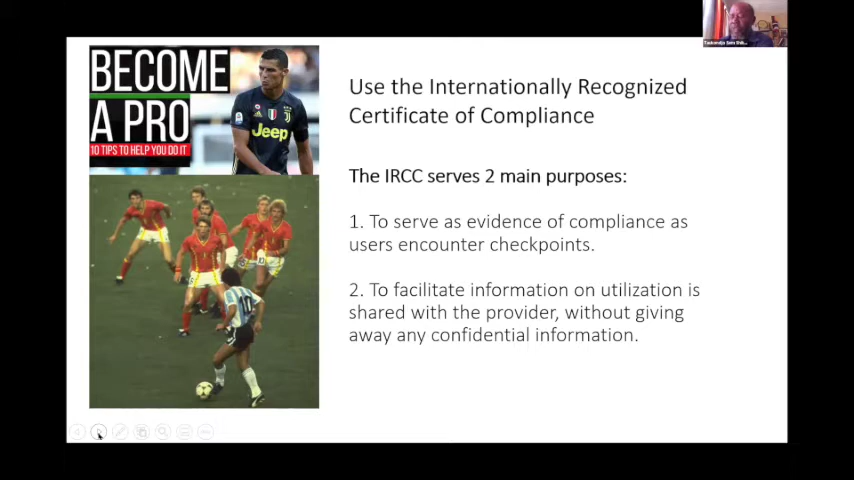 BECOME
A PRO
10 TIPS TO HELP YOU DO IT
Jeep
10
Use the Internationally Recognized
Certificate of Compliance
The IRCC serves 2 main purposes:
1. To serve as evidence of compliance as
users encounter checkpoints.
2. To facilitate information on utilization is
shared with the provider, without giving
away any confidential information.